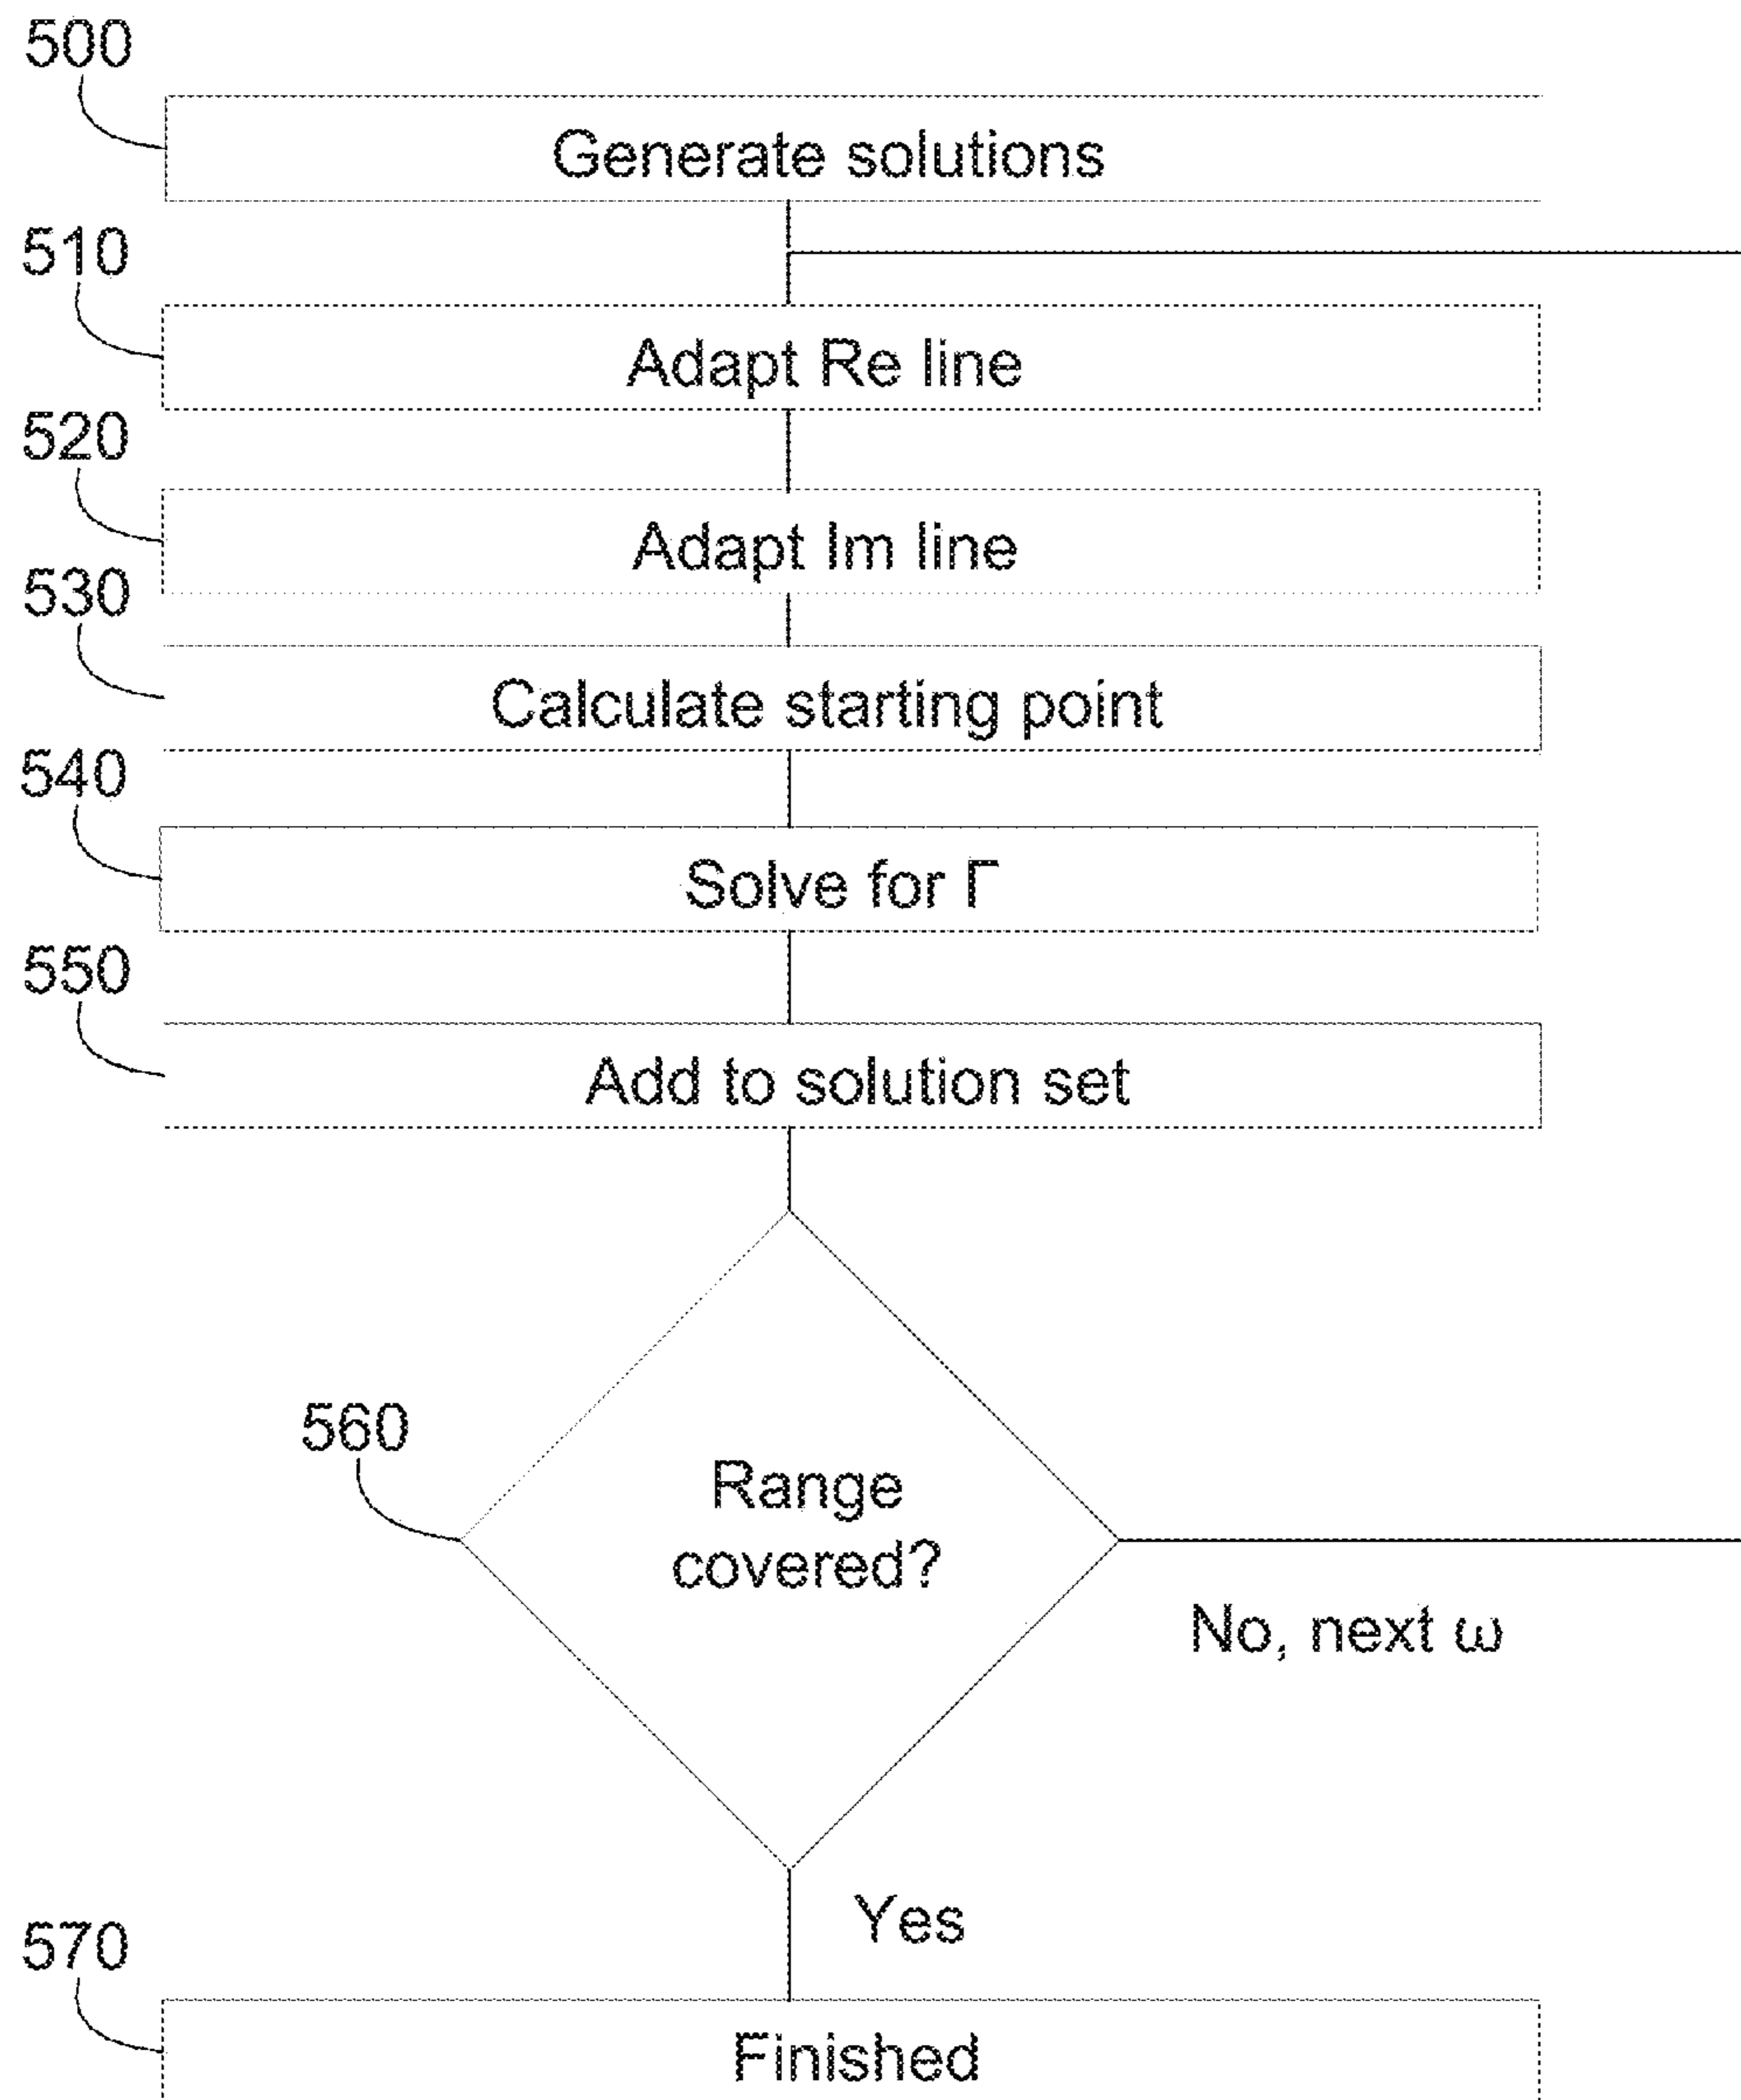 500
Generate solutions
510
Adapt Re line
520
Adapt Im line
530
Calculate starting point
540
Solve for Γ
550
Add to solution set
560
Range
covered?
No, next ω
Yes
570
Finished